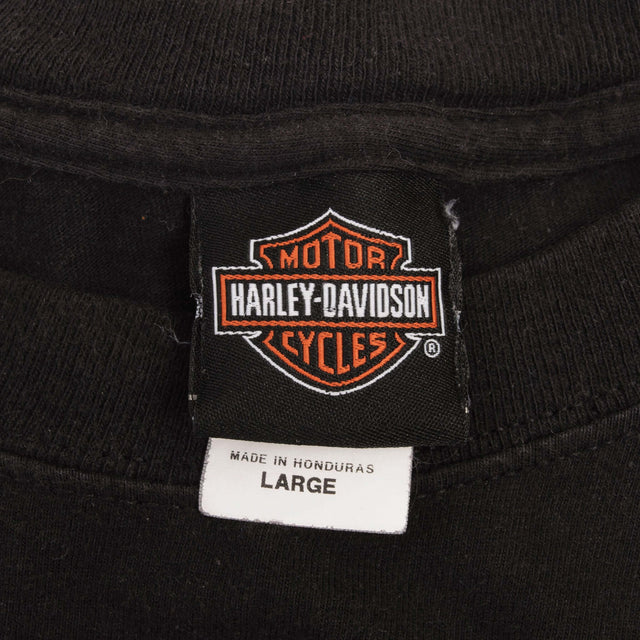 MOTOR
HARLEY-DAVIDSON
CYCLES
®
MADE IN HONDURAS
LARGE